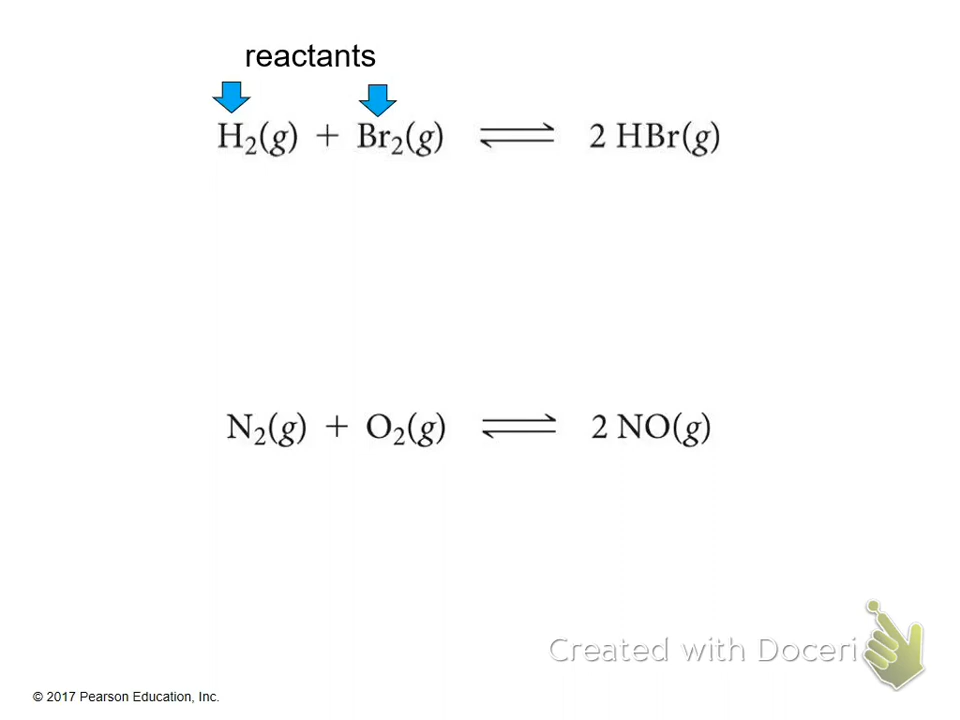 reactants
H₂(g) + Br₂(g) ⇌ 2 HBr(g)
N₂(g) + O₂(g) ⇌ 2 NO(g)
Created with Doceri
© 2017 Pearson Education, Inc.